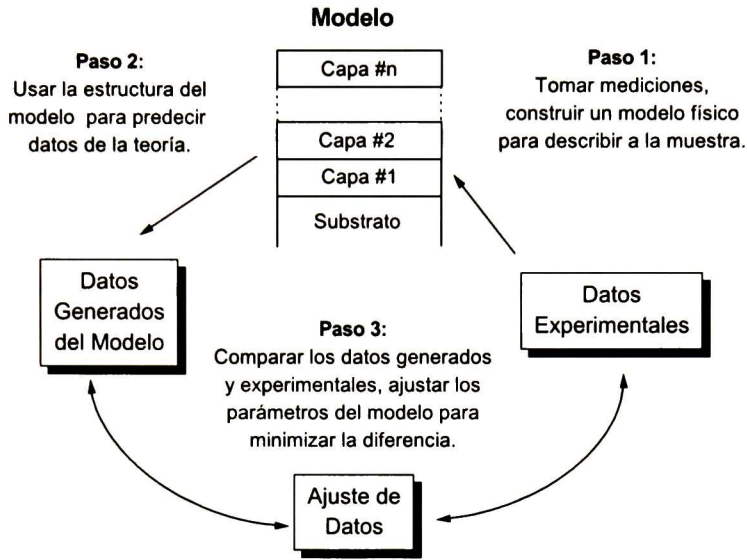 Modelo
Paso 2:
Usar la estructura del
modelo para predecir
datos de la teoría.
Capa #n
Capa #2
Capa #1
Substrato
Paso 1:
Tomar mediciones,
construir un modelo físico
para describir a la muestra.
Datos
Generados
del Modelo
Datos
Experimentales
Paso 3:
Comparar los datos generados
y experimentales, ajustar los
parámetros del modelo para
minimizar la diferencia.
Ajuste de
Datos